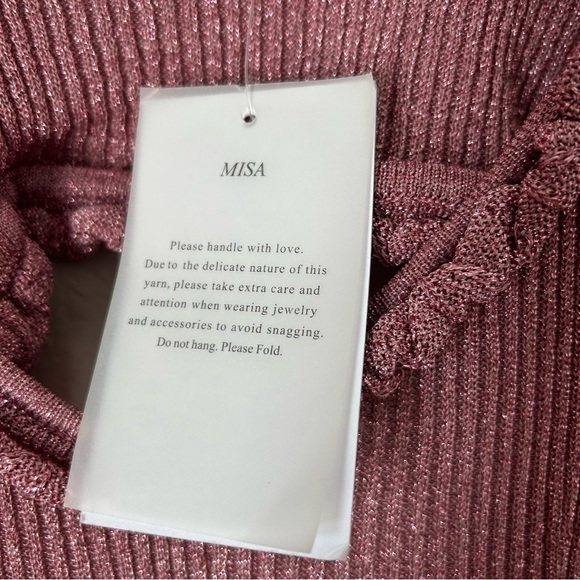 MISA
Please handle with love.
Due to the delicate nature of this
yarn, please take extra care and
attention when wearing jewelry
and accessories to avoid snagging.
Do not hang. Please Fold.